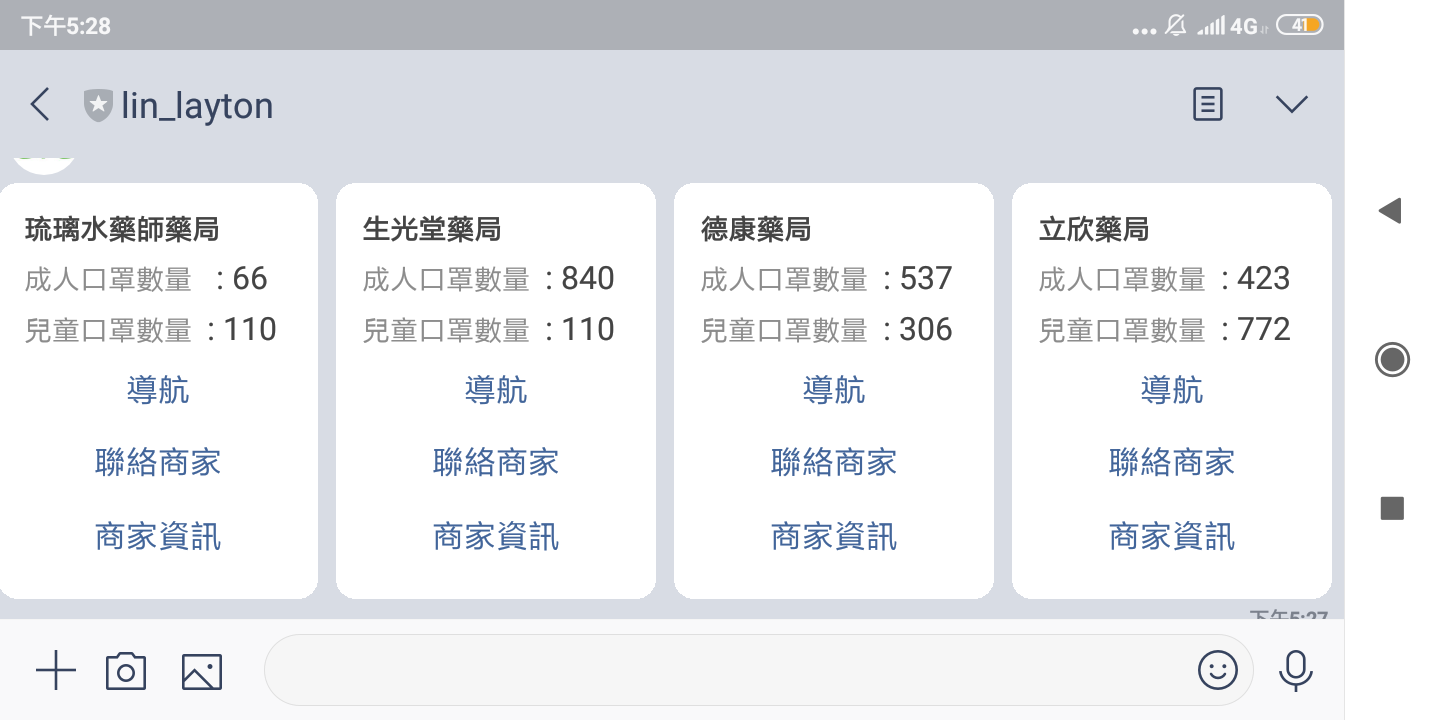 下午5:28
4G
41
lin_layton
琉璃水藥師藥局
成人口罩數量 : 66
兒童口罩數量 : 110
導航
聯絡商家
商家資訊
生光堂藥局
成人口罩數量 : 840
兒童口罩數量 : 110
導航
聯絡商家
商家資訊
德康藥局
成人口罩數量 : 537
兒童口罩數量 : 306
導航
聯絡商家
商家資訊
立欣藥局
成人口罩數量 : 423
兒童口罩數量 : 772
導航
聯絡商家
商家資訊
下午5:27